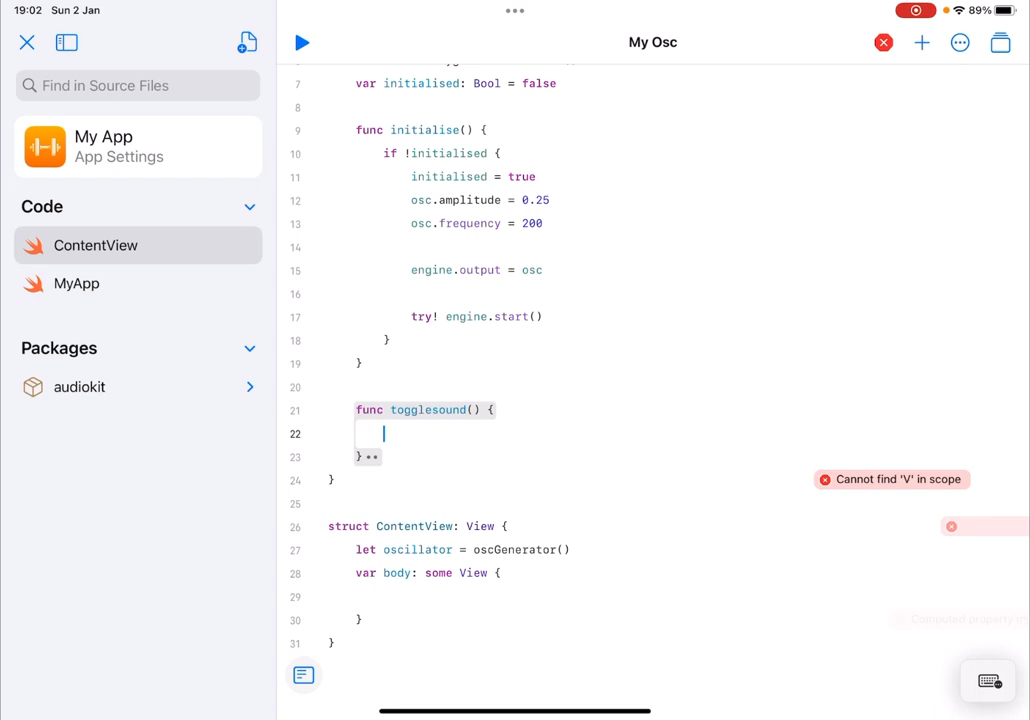 19:02 Sun 2 Jan
89%
My Osc
Find in Source Files
My App
App Settings
Code
ContentView
MyApp
Packages
audiokit
7 var initialised: Bool = false
8
9 func initialise() {
10 if !initialised {
11 initialised = true
12 osc.amplitude = 0.25
13 osc.frequency = 200
14
15 engine.output = osc
16
17 try! engine.start()
18 }
19 }
20
21 func togglesound() {
22
23 }
24 }
Cannot find 'V' in scope
25
26 struct ContentView: View {
27 let oscillator = oscGenerator()
28 var body: some View {
29
Computed property
30 }
31 }